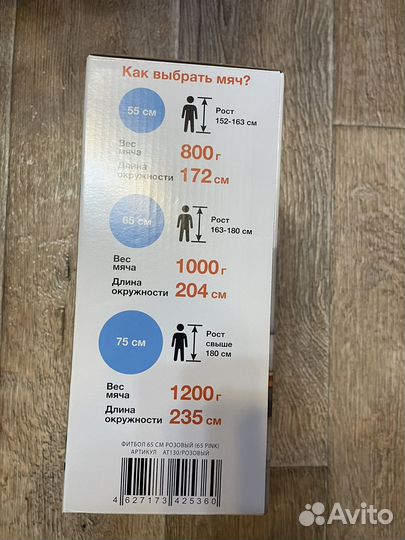 Как выбрать мяч?
55 см
Рост
152-163 см
Вес
мяча
800 г
Длина
окружности
172 см
65 см
Рост
163-180 см
Вес
мяча
1000 г
Длина
окружности
204 см
75 см
Рост
свыше
180 см
Вес
мяча
1200 г
Длина
окружности
235 см
ФИТБОЛ 65 СМ РОЗОВЫЙ (65 PINK)
АРТИКУЛ AT130/РОЗОВЫЙ
4 627173 425360
Avito